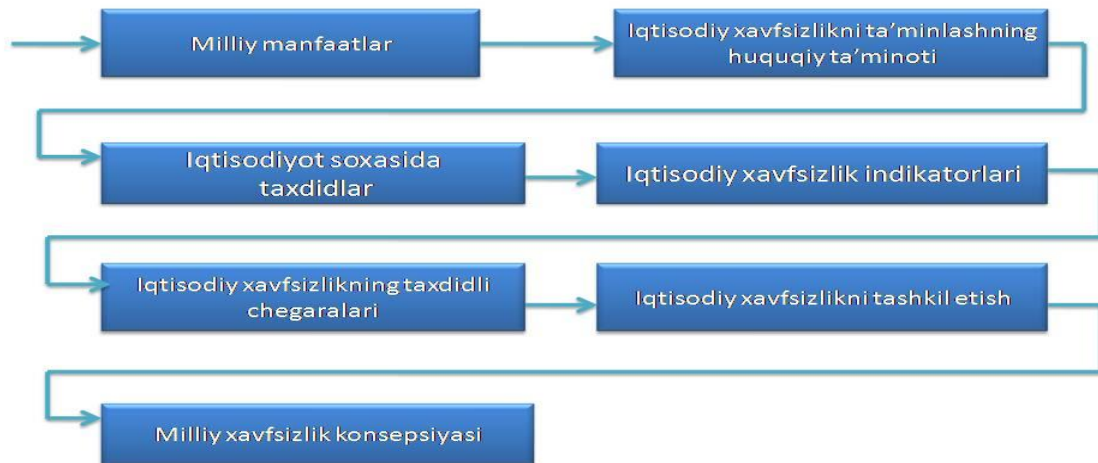 Milliy manfaatlar
Iqtisodiy xavfsizlikni ta’minlashning
huquqiy ta’minoti
Iqtisodiyot soxasida
taxdidlar
Iqtisodiy xavfsizlik indikatorlari
Iqtisodiy xavfsizlikning taxdidli
chegaralari
Iqtisodiy xavfsizlikni tashkil etish
Milliy xavfsizlik konsepsiyasi